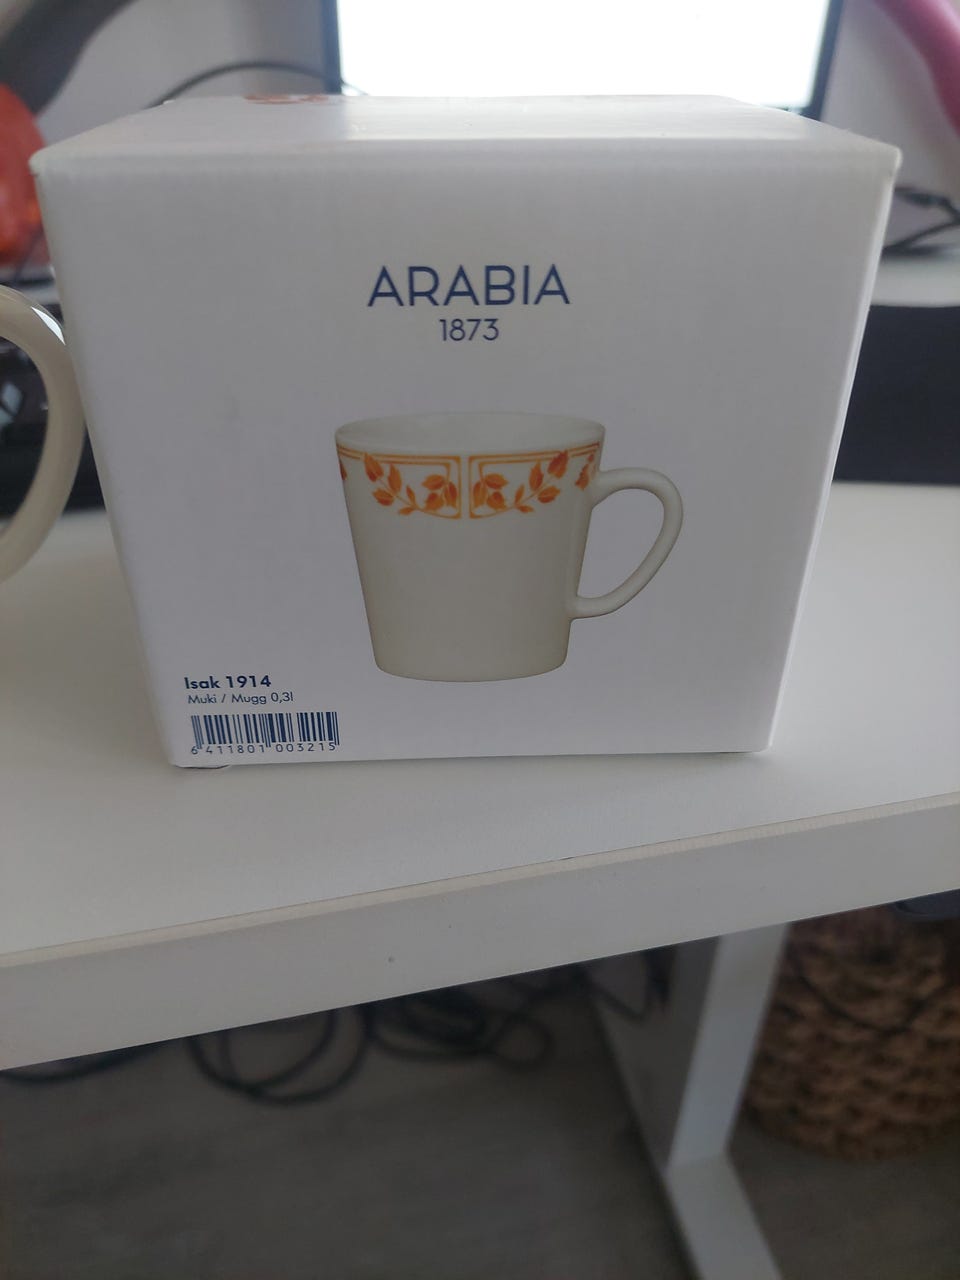 ARABIA
1873
Isak 1914
Muki / Mugg 0,3l
6 411801 003215